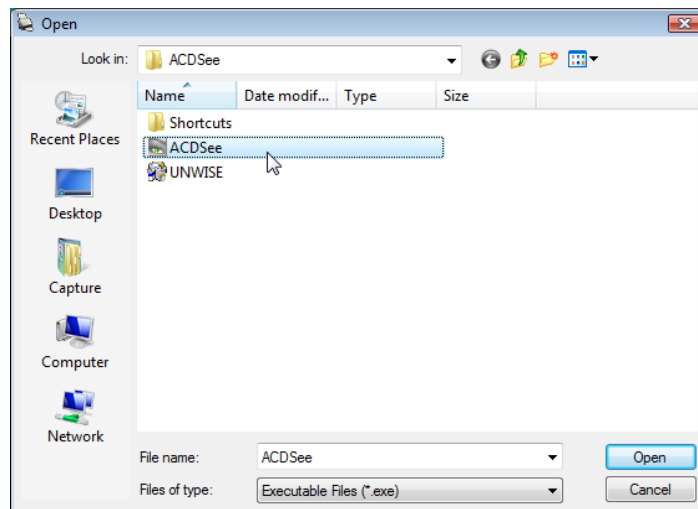 Open
Look in: ACDSee
Name Date modif... Type Size
Shortcuts
ACDSee
UNWISE
Recent Places
Desktop
Capture
Computer
Network
File name: ACDSee Open
Files of type: Executable Files (*.exe) Cancel